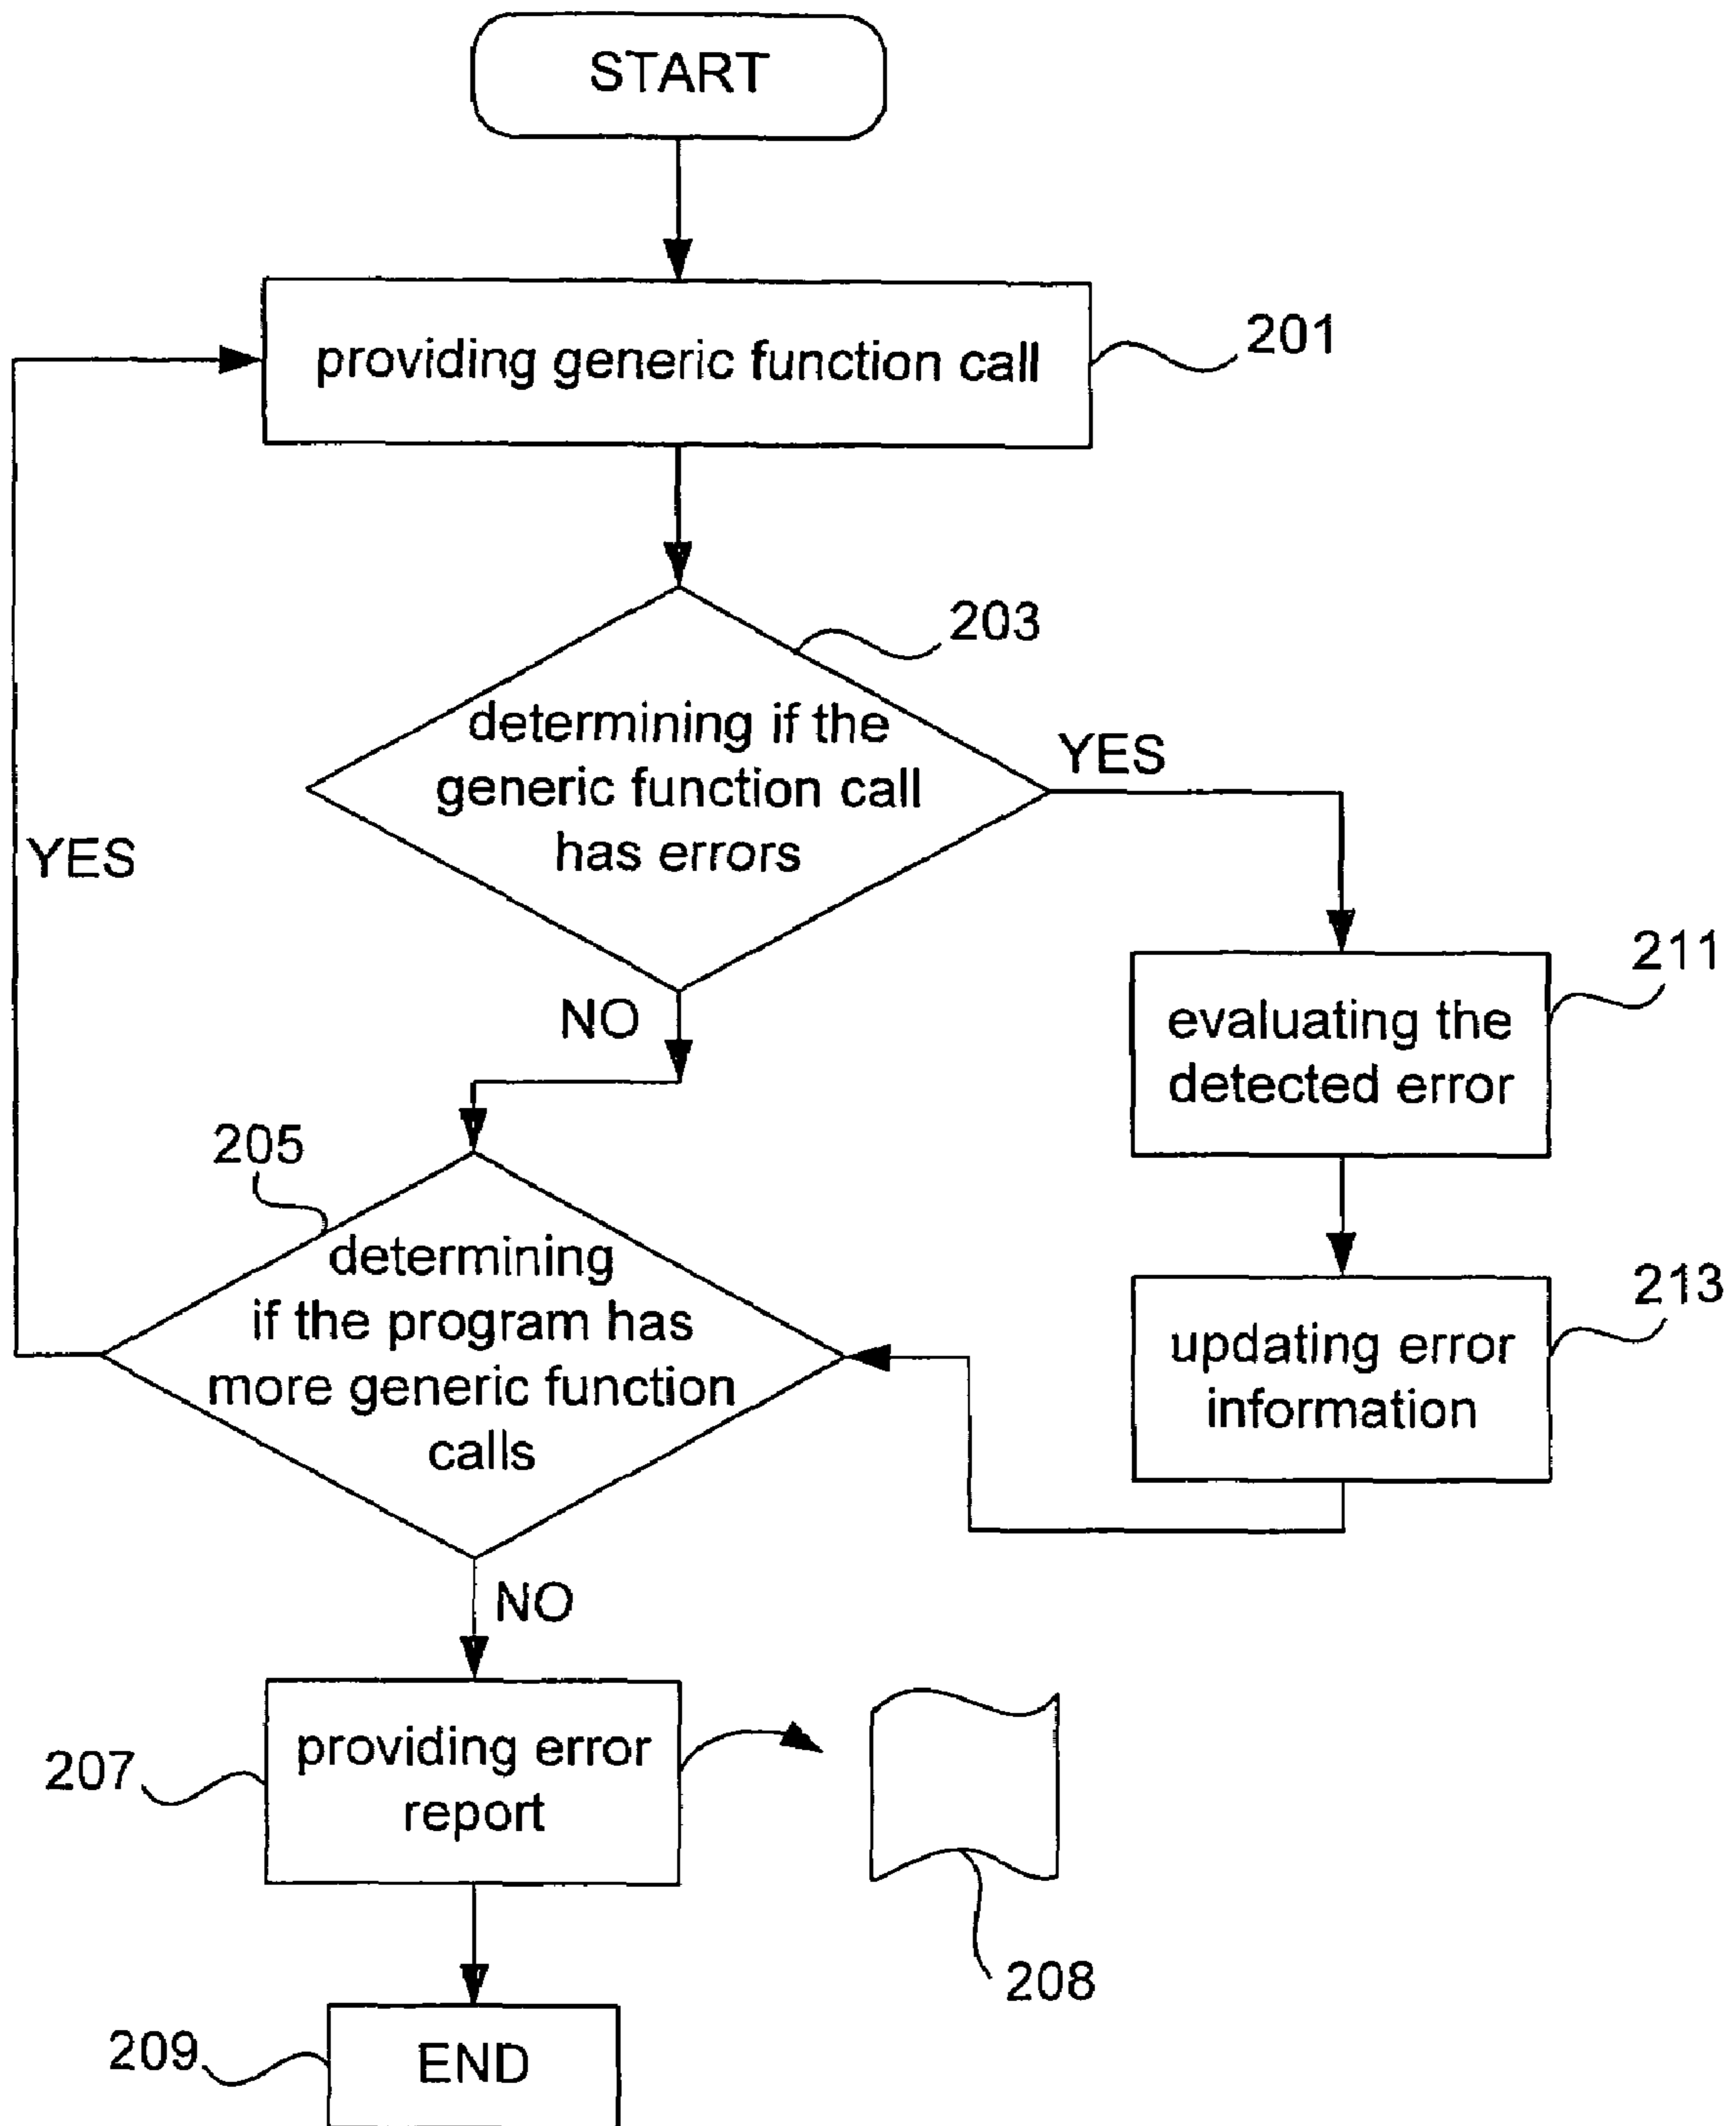 START
providing generic function call
201
203
determining if the
generic function call
has errors
YES
YES
211
evaluating the
detected error
NO
205
determining
if the program has
more generic function
calls
213
updating error
information
NO
providing error
report
207
208
209
END